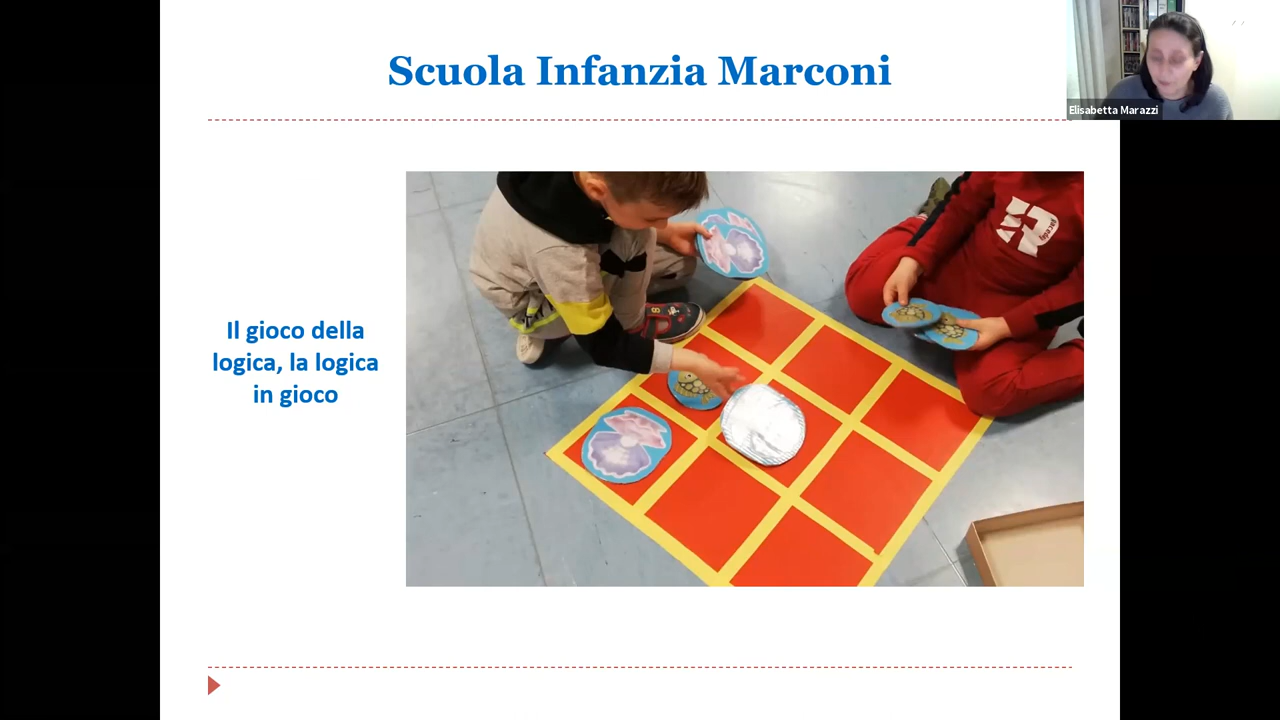 Scuola Infanzia Marconi
Elisabetta Marazzi
Il gioco della
logica, la logica
in gioco